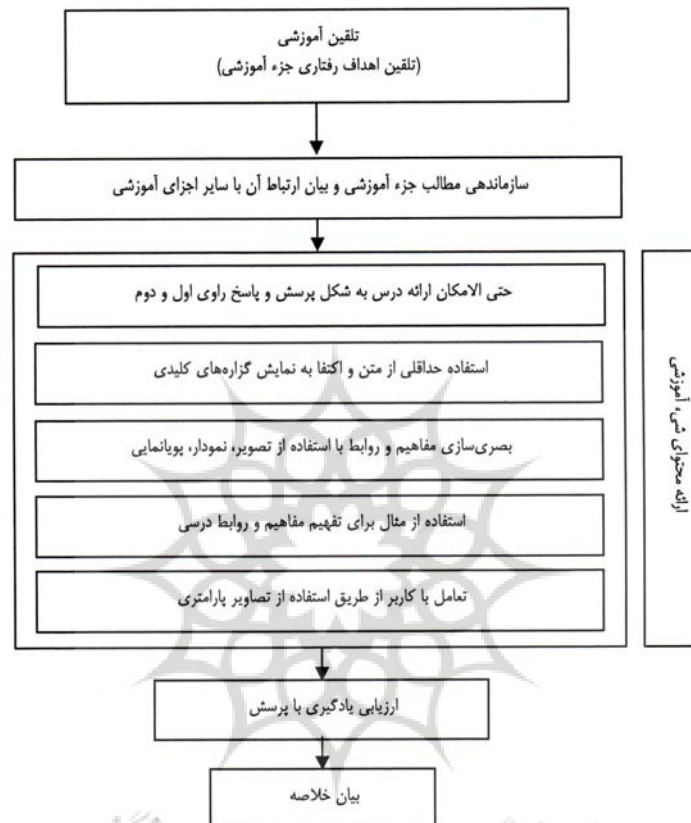 تلقین آموزشی
(تلقین اهداف رفتاری جزء آموزشی)
سازماندهی مطالب جزء آموزشی و بیان ارتباط آن با سایر اجزای آموزشی
ارائه محتوای شیء آموزشی
حتی الامکان ارائه درس به شکل پرسش و پاسخ راوی اول و دوم
استفاده حداقلی از متن و اکتفا به نمایش گزاره‌های کلیدی
بصری‌سازی مفاهیم و روابط با استفاده از تصویر، نمودار، پویانمایی
استفاده از مثال برای تفهیم مفاهیم و روابط درسی
تعامل با کاربر از طریق استفاده از تصاویر پارامتری
ارزیابی یادگیری با پرسش
بیان خلاصه